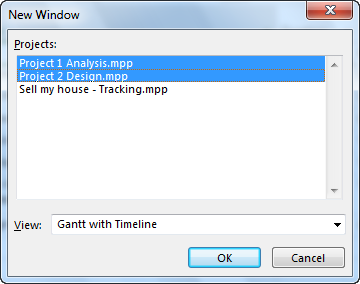 New Window
Projects:
Project 1 Analysis.mpp
Project 2 Design.mpp
Sell my house - Tracking.mpp
View: Gantt with Timeline
OK Cancel